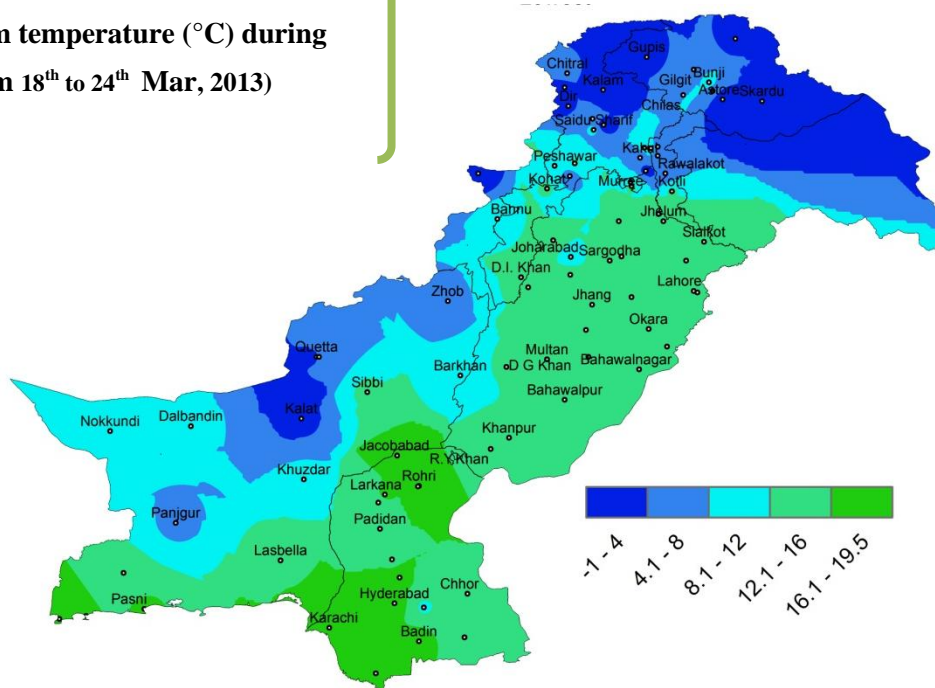 m temperature (°C) during
m 18th to 24th Mar, 2013)
Gupis
Chitral
Bunji
Kalam
Gilgit
Astore
Skardu
Dir
Chilas
Saidu Sharif
Peshawar
Rawalakot
Kohat
Murree
Kotli
Bannu
Jhelum
Sialkot
Joharabad
Sargodha
D.I. Khan
Zhob
Lahore
Jhang
Okara
Quetta
Multan
Barkhan
D G Khan
Bahawalnagar
Sibbi
Bahawalpur
Kalat
Nokkundi
Dalbandin
Khanpur
Jacobabad
R.Y.Khan
Khuzdar
Rohri
Larkana
Panjgur
Padidan
Lasbella
Chhor
Pasni
Hyderabad
Karachi
Badin
-1 - 4
4.1 - 8
8.1 - 12
12.1 - 16
16.1 - 19.5